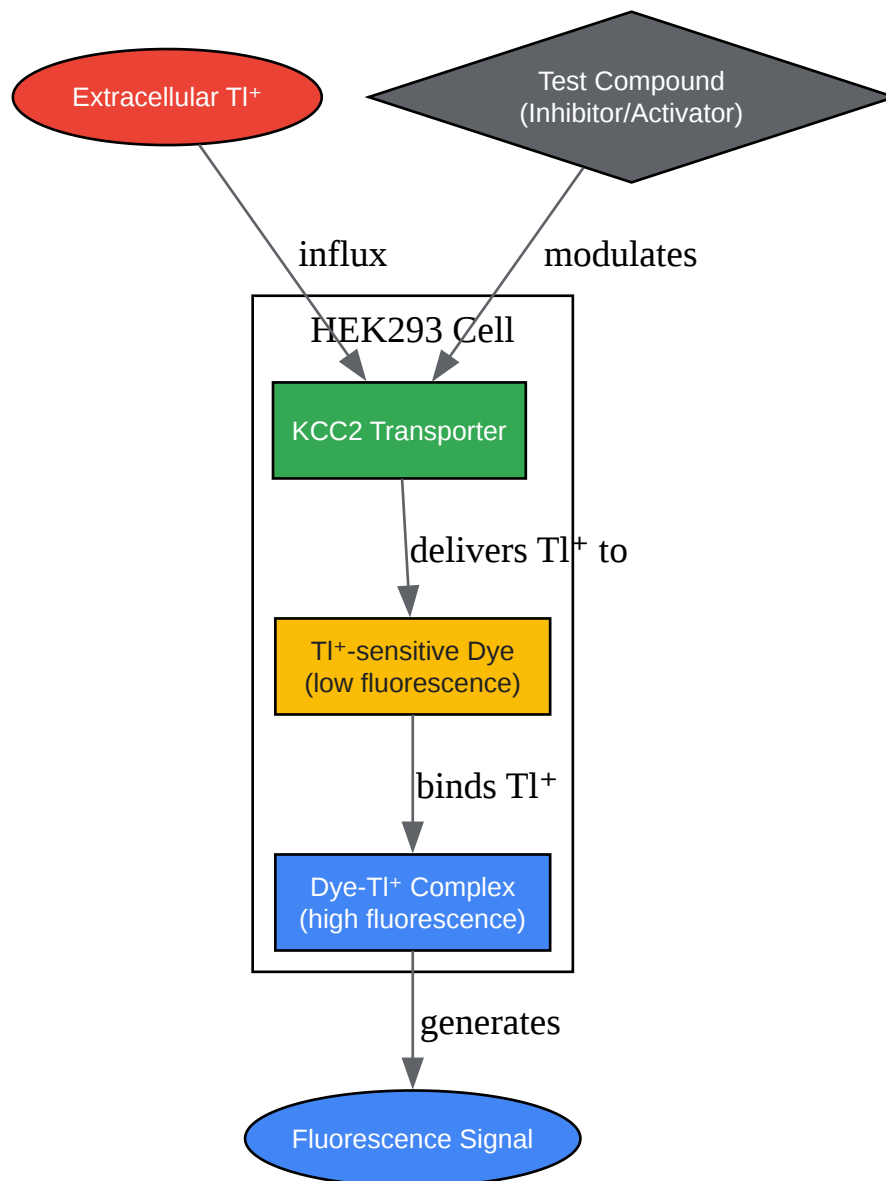 Extracellular Tl⁺
Test Compound
(Inhibitor/Activator)
influx
modulates
HEK293 Cell
KCC2 Transporter
delivers Tl⁺ to
Tl⁺-sensitive Dye
(low fluorescence)
binds Tl⁺
Dye-Tl⁺ Complex
(high fluorescence)
generates
Fluorescence Signal